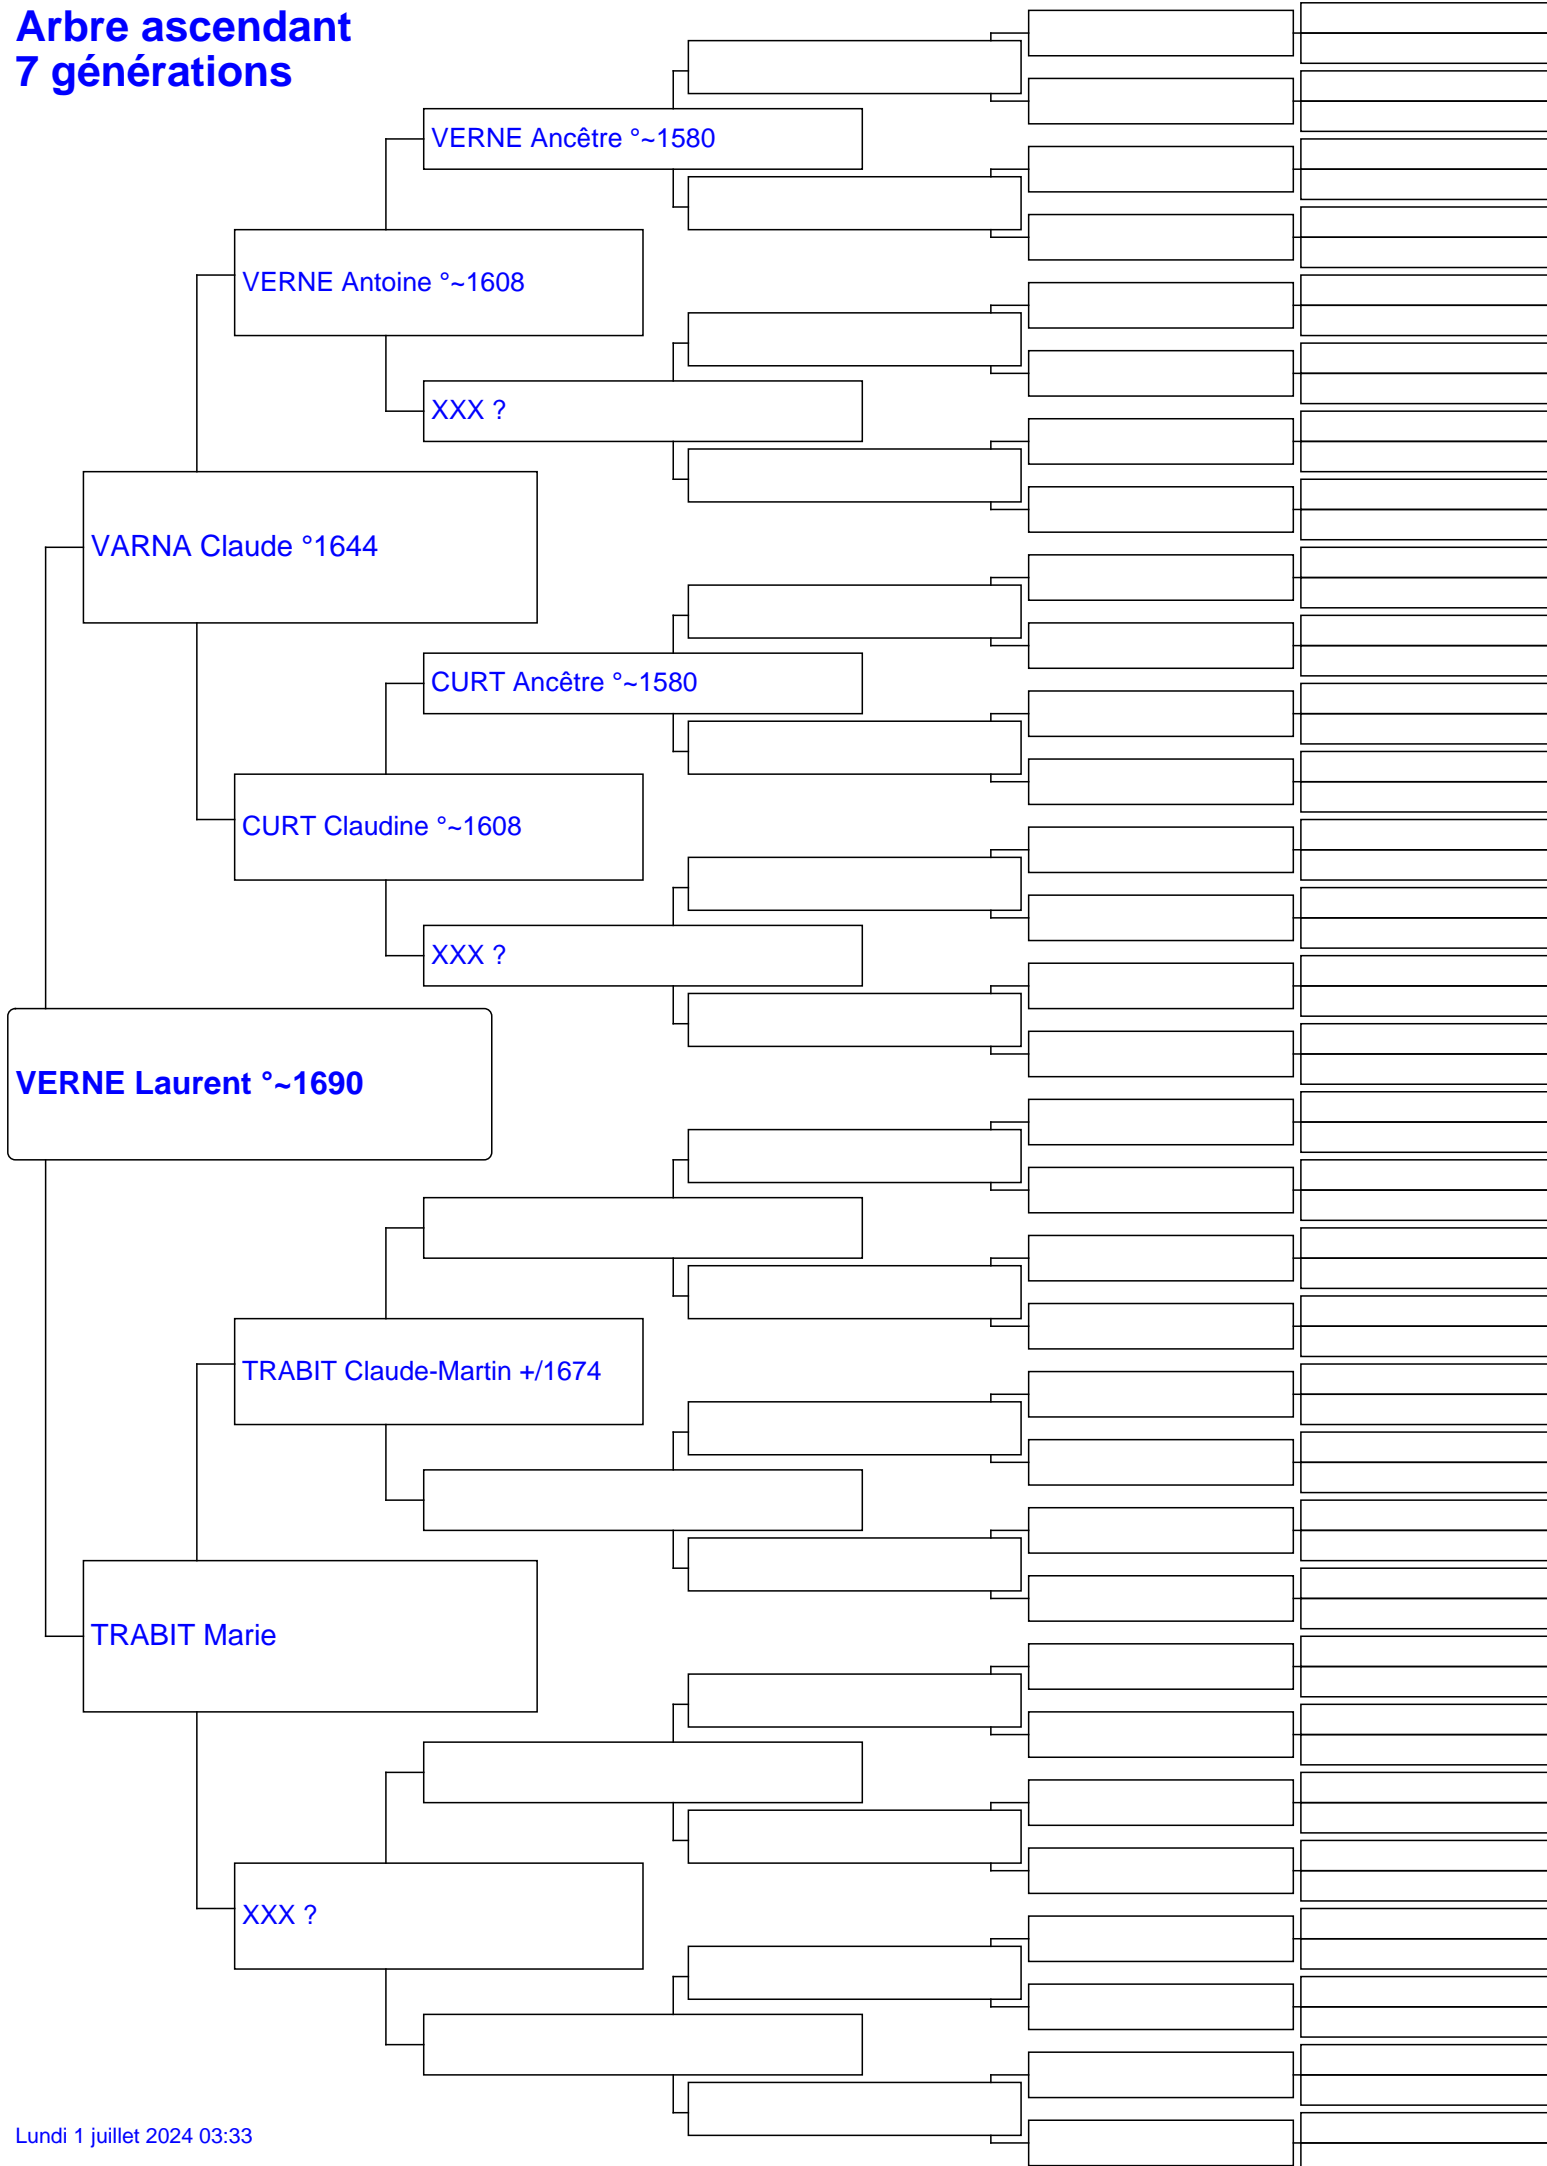 Arbre ascendant
7 générations
VERNE Ancêtre °~1580
VERNE Antoine °~1608
XXX ?
VARNA Claude °1644
CURT Ancêtre °~1580
CURT Claudine °~1608
XXX ?
VERNE Laurent °~1690
TRABIT Claude-Martin +/1674
TRABIT Marie
XXX ?
Lundi 1 juillet 2024 03:33